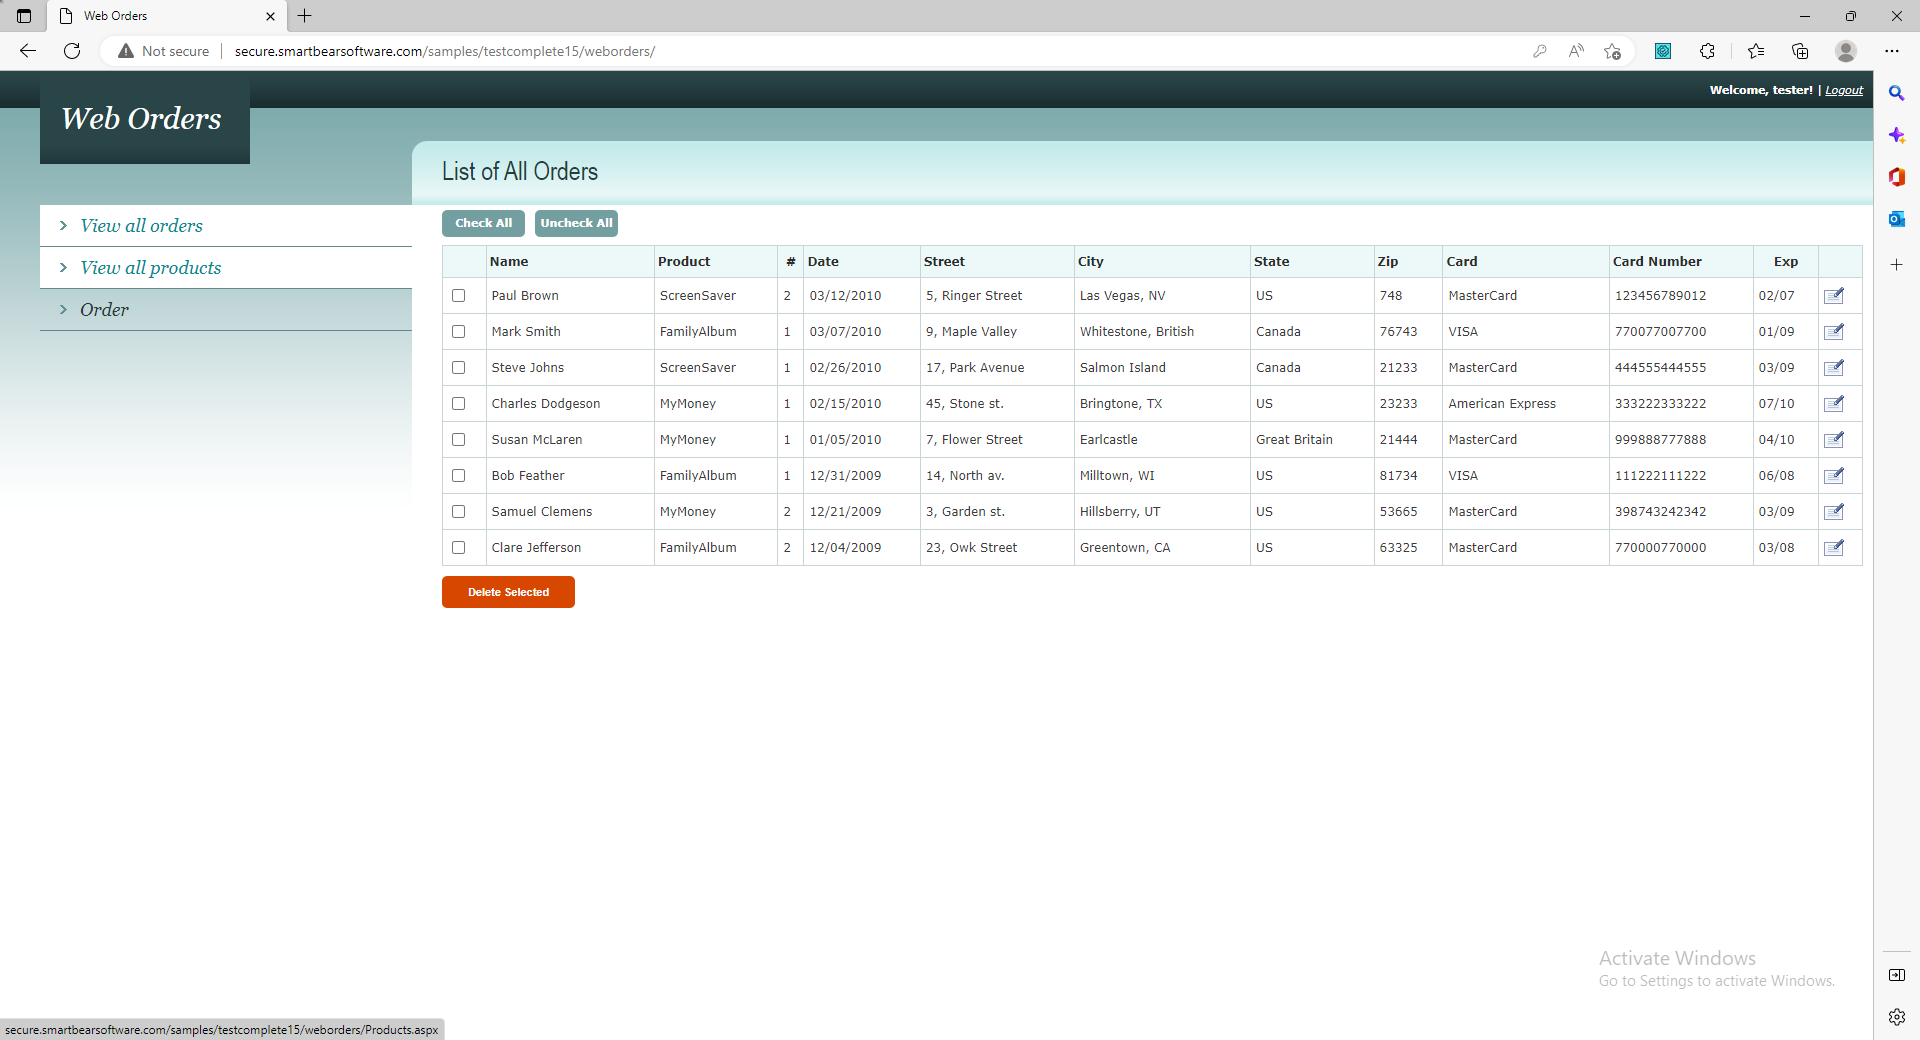 Web Orders
Not secure
secure.smartbearsoftware.com/samples/testcomplete15/weborders/
Welcome, tester! | Logout
Web Orders
List of All Orders
View all orders
View all products
Order
Check All Uncheck All
Name Product # Date Street City State Zip Card Card Number Exp
Paul Brown ScreenSaver 2 03/12/2010 5, Ringer Street Las Vegas, NV US 748 MasterCard 123456789012 02/07
Mark Smith FamilyAlbum 1 03/07/2010 9, Maple Valley Whitestone, British Canada 76743 VISA 770077007700 01/09
Steve Johns ScreenSaver 1 02/26/2010 17, Park Avenue Salmon Island Canada 21233 MasterCard 444555444555 03/09
Charles Dodgeson MyMoney 1 02/15/2010 45, Stone st. Bringtone, TX US 23233 American Express 333222333222 07/10
Susan McLaren MyMoney 1 01/05/2010 7, Flower Street Earlcastle Great Britain 21444 MasterCard 999888777888 04/10
Bob Feather FamilyAlbum 1 12/31/2009 14, North av. Milltown, WI US 81734 VISA 111222111222 06/08
Samuel Clemens MyMoney 2 12/21/2009 3, Garden st. Hillsberry, UT US 53665 MasterCard 398743242342 03/09
Clare Jefferson FamilyAlbum 2 12/04/2009 23, Owk Street Greentown, CA US 63325 MasterCard 770000770000 03/08
Delete Selected
Activate Windows
Go to Settings to activate Windows.
secure.smartbearsoftware.com/samples/testcomplete15/weborders/Products.aspx